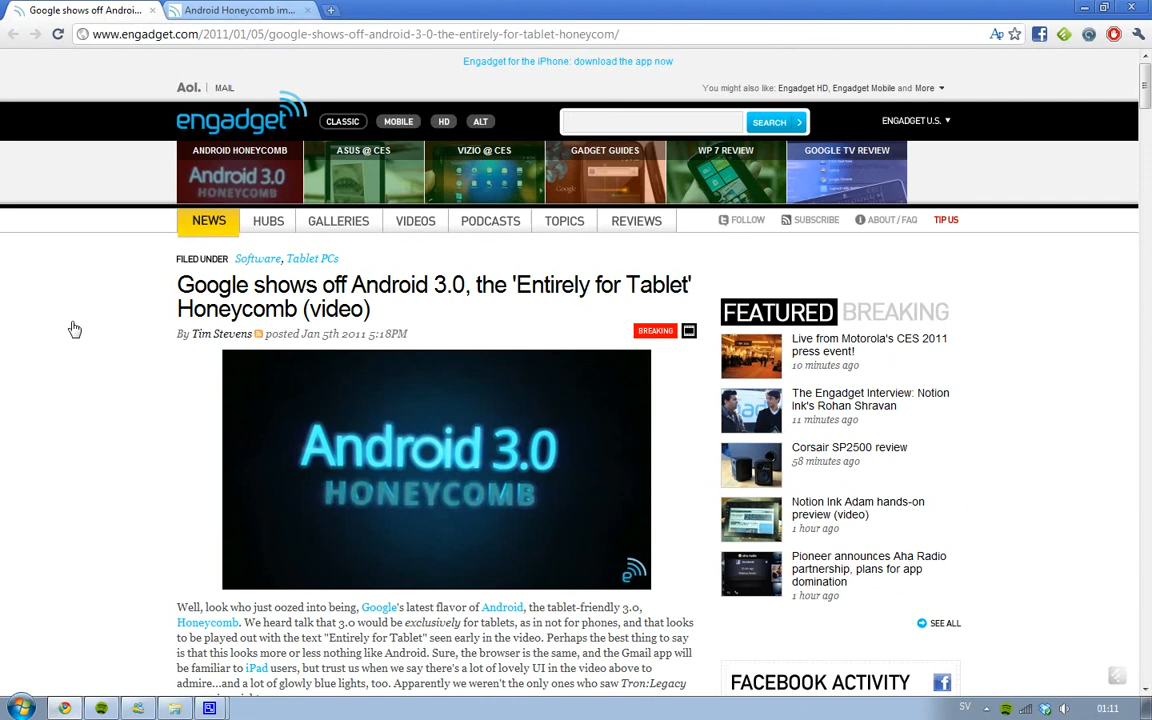 Google shows off Androi...
Android Honeycomb im...
www.engadget.com/2011/01/05/google-shows-off-android-3-0-the-entirely-for-tablet-honeycom/
Engadget for the iPhone: download the app now
Aol. | MAIL
You might also like: Engadget HD, Engadget Mobile and More
engadget
CLASSIC MOBILE HD ALT
SEARCH
ENGADGET U.S.
ANDROID HONEYCOMB
ASUS @ CES
VIZIO @ CES
GADGET GUIDES
WP 7 REVIEW
GOOGLE TV REVIEW
Android 3.0
HONEYCOMB
Google
NEWS HUBS GALLERIES VIDEOS PODCASTS TOPICS REVIEWS
FOLLOW SUBSCRIBE ABOUT / FAQ TIP US
FILED UNDER Software, Tablet PCs
Google shows off Android 3.0, the 'Entirely for Tablet'
Honeycomb (video)
By Tim Stevens posted Jan 5th 2011 5:18PM
BREAKING
Android 3.0
HONEYCOMB
e
Well, look who just oozed into being, Google's latest flavor of Android, the tablet-friendly 3.0,
Honeycomb. We heard talk that 3.0 would be exclusively for tablets, as in not for phones, and that looks
to be played out with the text "Entirely for Tablet" seen early in the video. Perhaps the best thing to say
is that this looks more or less nothing like Android. Sure, the browser is the same, and the Gmail app will
be familiar to iPad users, but trust us when we say there's a lot of lovely UI in the video above to
admire...and a lot of glowly blue lights, too. Apparently we weren't the only ones who saw Tron:Legacy
FEATURED BREAKING
Live from Motorola's CES 2011
press event!
10 minutes ago
The Engadget Interview: Notion
Ink's Rohan Shravan
11 minutes ago
Corsair SP2500 review
58 minutes ago
Notion Ink Adam hands-on
preview (video)
1 hour ago
Pioneer announces Aha Radio
partnership, plans for app
domination
1 hour ago
SEE ALL
FACEBOOK ACTIVITY
SV
01:11